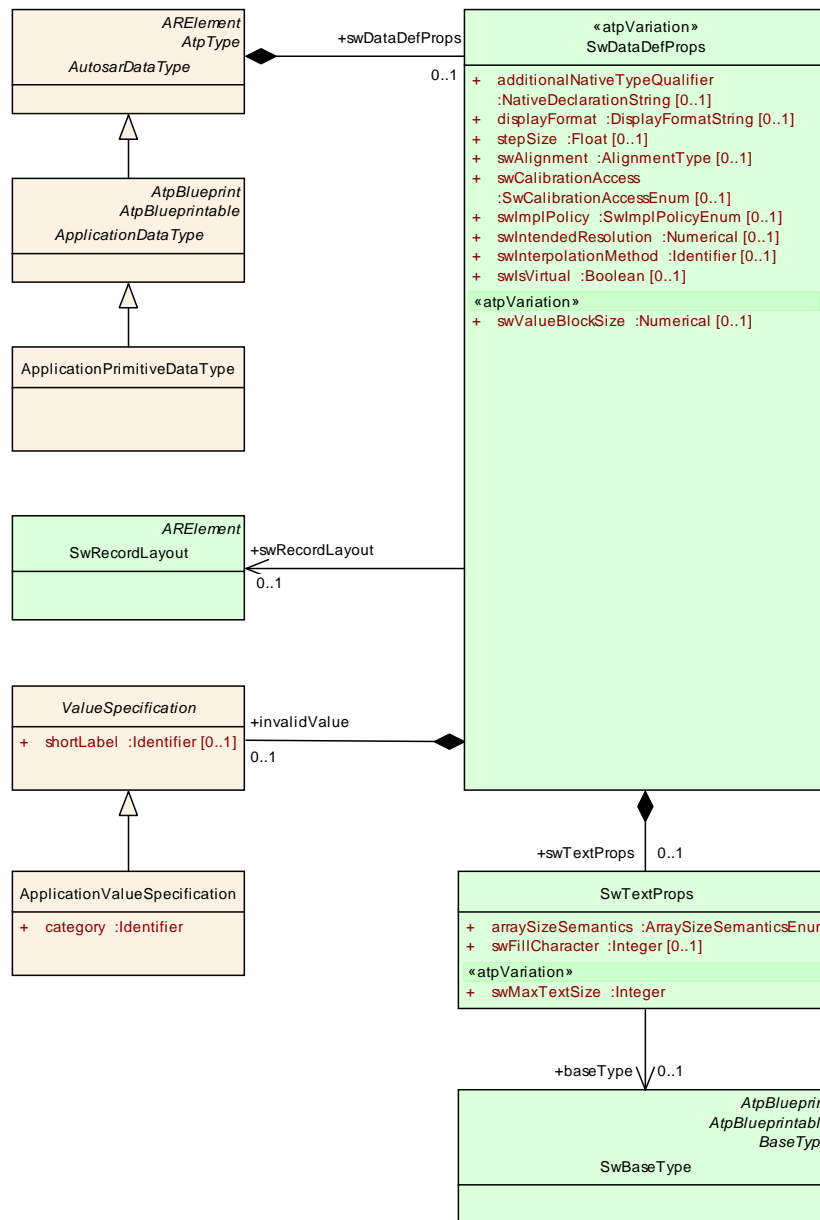 ARElement
AtpType
AutosarDataType
+swDataDefProps
0..1
«atpVariation»
SwDataDefProps
+ additionalNativeTypeQualifier
:NativeDeclarationString [0..1]
+ displayFormat :DisplayFormatString [0..1]
+ stepSize :Float [0..1]
+ swAlignment :AlignmentType [0..1]
+ swCalibrationAccess
:SwCalibrationAccessEnum [0..1]
+ swImplPolicy :SwImplPolicyEnum [0..1]
+ swIntendedResolution :Numerical [0..1]
+ swInterpolationMethod :Identifier [0..1]
+ swIsVirtual :Boolean [0..1]
«atpVariation»
+ swValueBlockSize :Numerical [0..1]
AtpBlueprint
AtpBlueprintable
ApplicationDataType
ApplicationPrimitiveDataType
ARElement
SwRecordLayout
+swRecordLayout
0..1
ValueSpecification
+ shortLabel :Identifier [0..1]
+invalidValue
0..1
ApplicationValueSpecification
+ category :Identifier
+swTextProps
0..1
SwTextProps
+ arraySizeSemantics :ArraySizeSemanticsEnum
+ swFillCharacter :Integer [0..1]
«atpVariation»
+ swMaxTextSize :Integer
+baseType
0..1
AtpBlueprin
AtpBlueprintabl
BaseTyp
SwBaseType